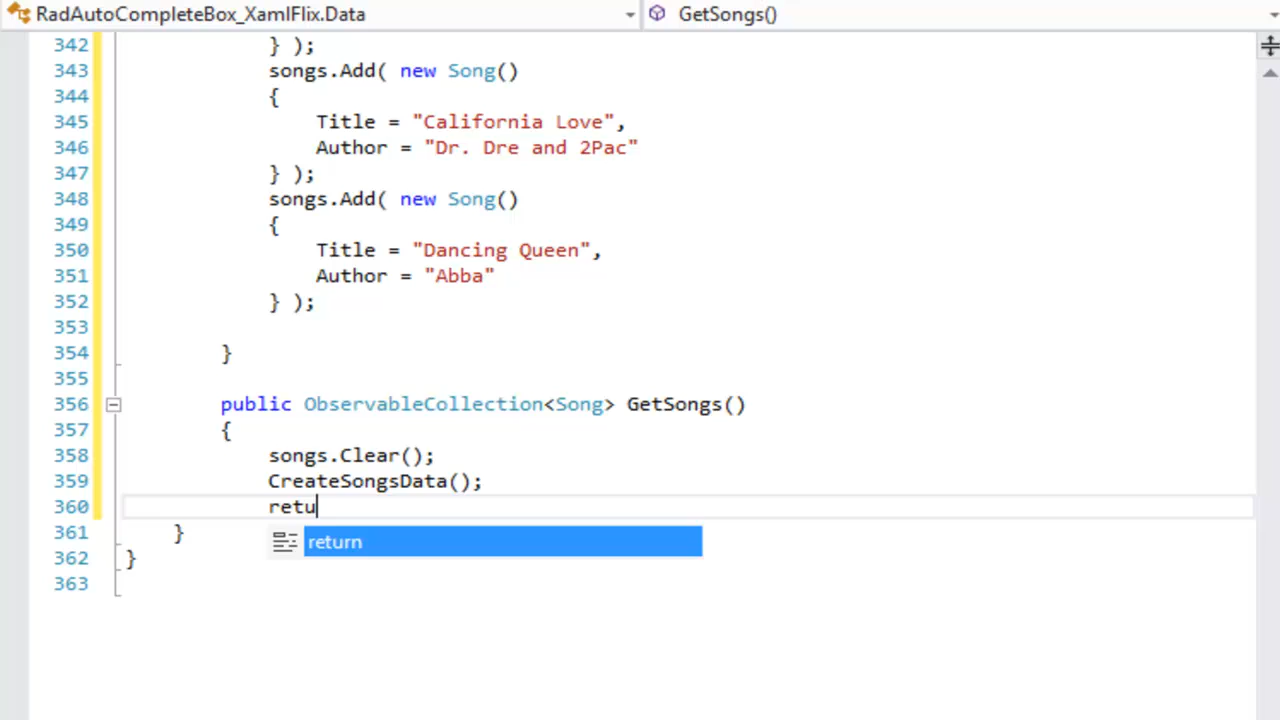 RadAutoCompleteBox_XamlFlix.Data GetSongs()
342 } );
343 songs.Add( new Song()
344 {
345 Title = "California Love",
346 Author = "Dr. Dre and 2Pac"
347 } );
348 songs.Add( new Song()
349 {
350 Title = "Dancing Queen",
351 Author = "Abba"
352 } );
353
354 }
355
356 public ObservableCollection<Song> GetSongs()
357 {
358 songs.Clear();
359 CreateSongsData();
360 retu
361 }
return
362 }
363